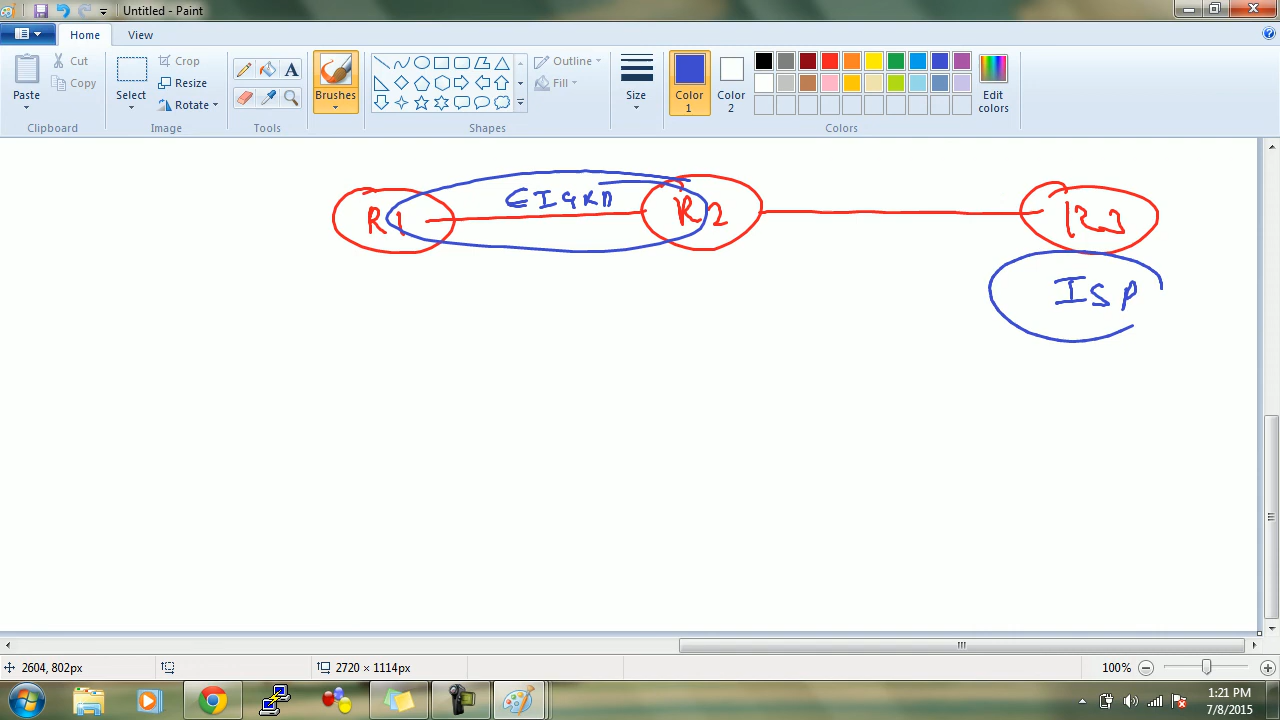 Untitled - Paint
Home View
Paste
Cut
Copy
Clipboard
Select
Crop
Resize
Rotate
Image
Tools
Brushes
Shapes
Outline
Fill
Size
Color 1
Color 2
Edit colors
Colors
R1 EIGRP R2 R3
ISP
2604, 802px
2720 × 1114px
100%
1:21 PM
7/8/2015